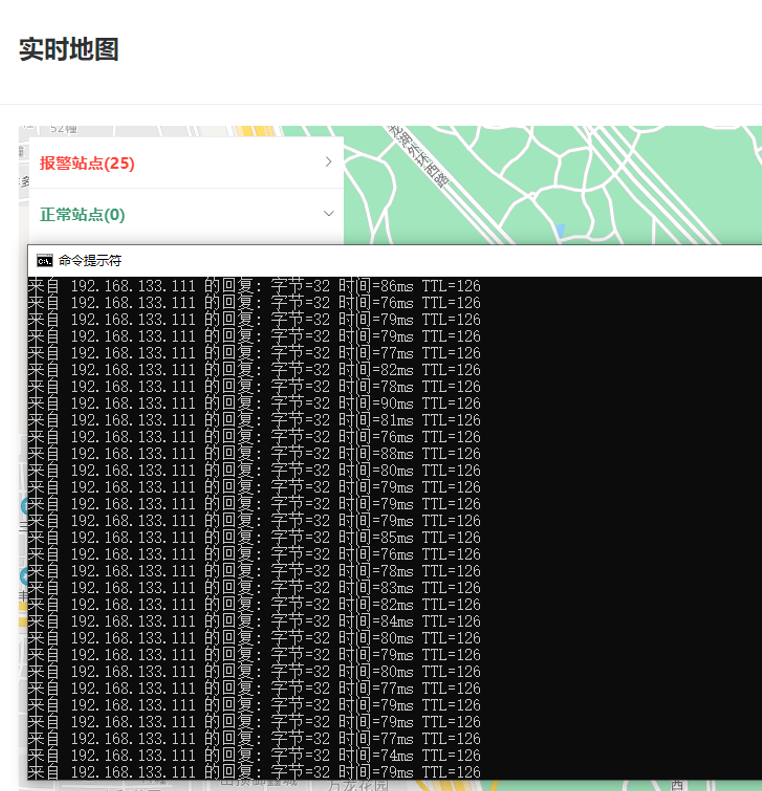 实时地图
52幢
报警站点(25)
正常站点(0)
命令提示符
来自 192.168.133.111 的回复: 字节=32 时间=86ms TTL=126
来自 192.168.133.111 的回复: 字节=32 时间=76ms TTL=126
来自 192.168.133.111 的回复: 字节=32 时间=79ms TTL=126
来自 192.168.133.111 的回复: 字节=32 时间=79ms TTL=126
来自 192.168.133.111 的回复: 字节=32 时间=77ms TTL=126
来自 192.168.133.111 的回复: 字节=32 时间=82ms TTL=126
来自 192.168.133.111 的回复: 字节=32 时间=78ms TTL=126
来自 192.168.133.111 的回复: 字节=32 时间=90ms TTL=126
来自 192.168.133.111 的回复: 字节=32 时间=81ms TTL=126
来自 192.168.133.111 的回复: 字节=32 时间=76ms TTL=126
来自 192.168.133.111 的回复: 字节=32 时间=88ms TTL=126
来自 192.168.133.111 的回复: 字节=32 时间=80ms TTL=126
来自 192.168.133.111 的回复: 字节=32 时间=79ms TTL=126
来自 192.168.133.111 的回复: 字节=32 时间=79ms TTL=126
来自 192.168.133.111 的回复: 字节=32 时间=79ms TTL=126
来自 192.168.133.111 的回复: 字节=32 时间=85ms TTL=126
来自 192.168.133.111 的回复: 字节=32 时间=76ms TTL=126
来自 192.168.133.111 的回复: 字节=32 时间=78ms TTL=126
来自 192.168.133.111 的回复: 字节=32 时间=83ms TTL=126
来自 192.168.133.111 的回复: 字节=32 时间=82ms TTL=126
来自 192.168.133.111 的回复: 字节=32 时间=84ms TTL=126
来自 192.168.133.111 的回复: 字节=32 时间=80ms TTL=126
来自 192.168.133.111 的回复: 字节=32 时间=79ms TTL=126
来自 192.168.133.111 的回复: 字节=32 时间=80ms TTL=126
来自 192.168.133.111 的回复: 字节=32 时间=77ms TTL=126
来自 192.168.133.111 的回复: 字节=32 时间=79ms TTL=126
来自 192.168.133.111 的回复: 字节=32 时间=79ms TTL=126
来自 192.168.133.111 的回复: 字节=32 时间=77ms TTL=126
来自 192.168.133.111 的回复: 字节=32 时间=74ms TTL=126
来自 192.168.133.111 的回复: 字节=32 时间=79ms TTL=126
万龙花园
西